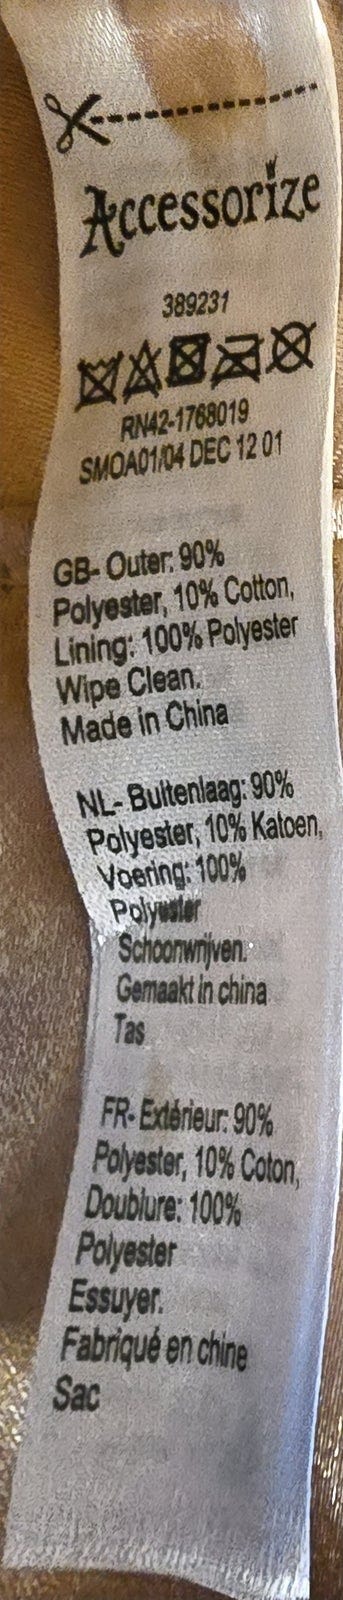 Accessorize
389231
RN42-1768019
SMOA01/04 DEC 12 01
GB- Outer: 90%
Polyester, 10% Cotton,
Lining: 100% Polyester
Wipe Clean.
Made in China
NL- Buitenlaag: 90%
Polyester, 10% Katoen,
Voering: 100%
Polyester
Schoonwrijven.
Gemaakt in china
Tas
FR- Extérieur: 90%
Polyester, 10% Coton,
Doublure: 100%
Polyester
Essuyer.
Fabriqué en chine
Sac